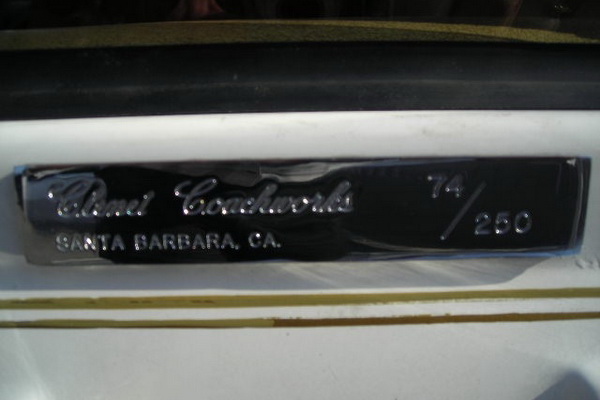 Clenet Coachworks 74/250
SANTA BARBARA, CA.